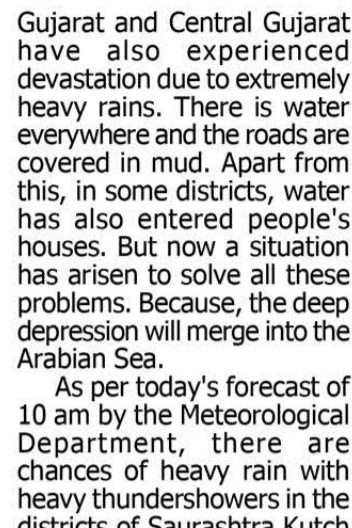 Gujarat and Central Gujarat
have also experienced
devastation due to extremely
heavy rains. There is water
everywhere and the roads are
covered in mud. Apart from
this, in some districts, water
has also entered people's
houses. But now a situation
has arisen to solve all these
problems. Because, the deep
depression will merge into the
Arabian Sea.
As per today's forecast of
10 am by the Meteorological
Department, there are
chances of heavy rain with
heavy thundershowers in the
districts of Saurashtra Kutch